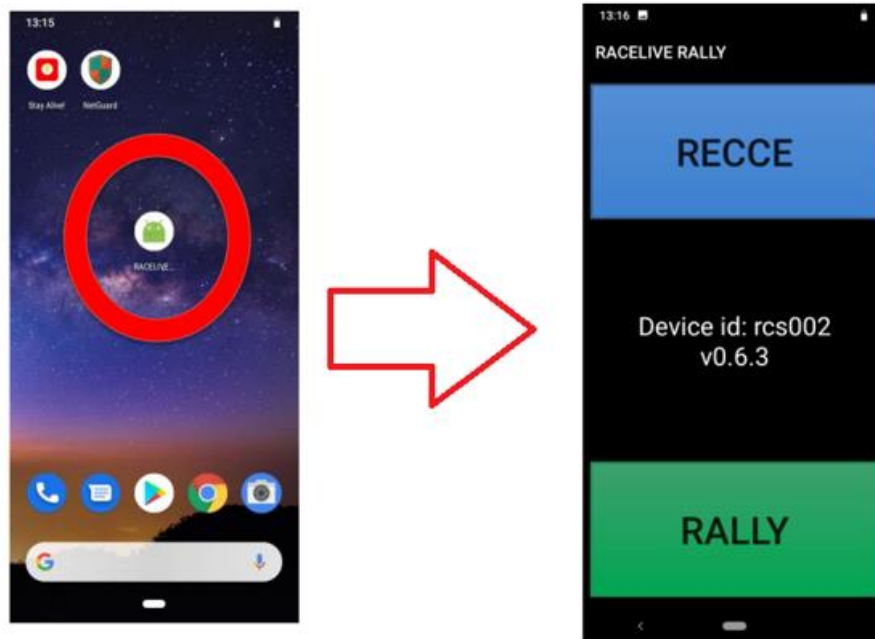 13:15
Stay Alive!
NetGuard
RACELIVE...
G
13:16
RACELIVE RALLY
RECCE
Device id: rcs002
v0.6.3
RALLY